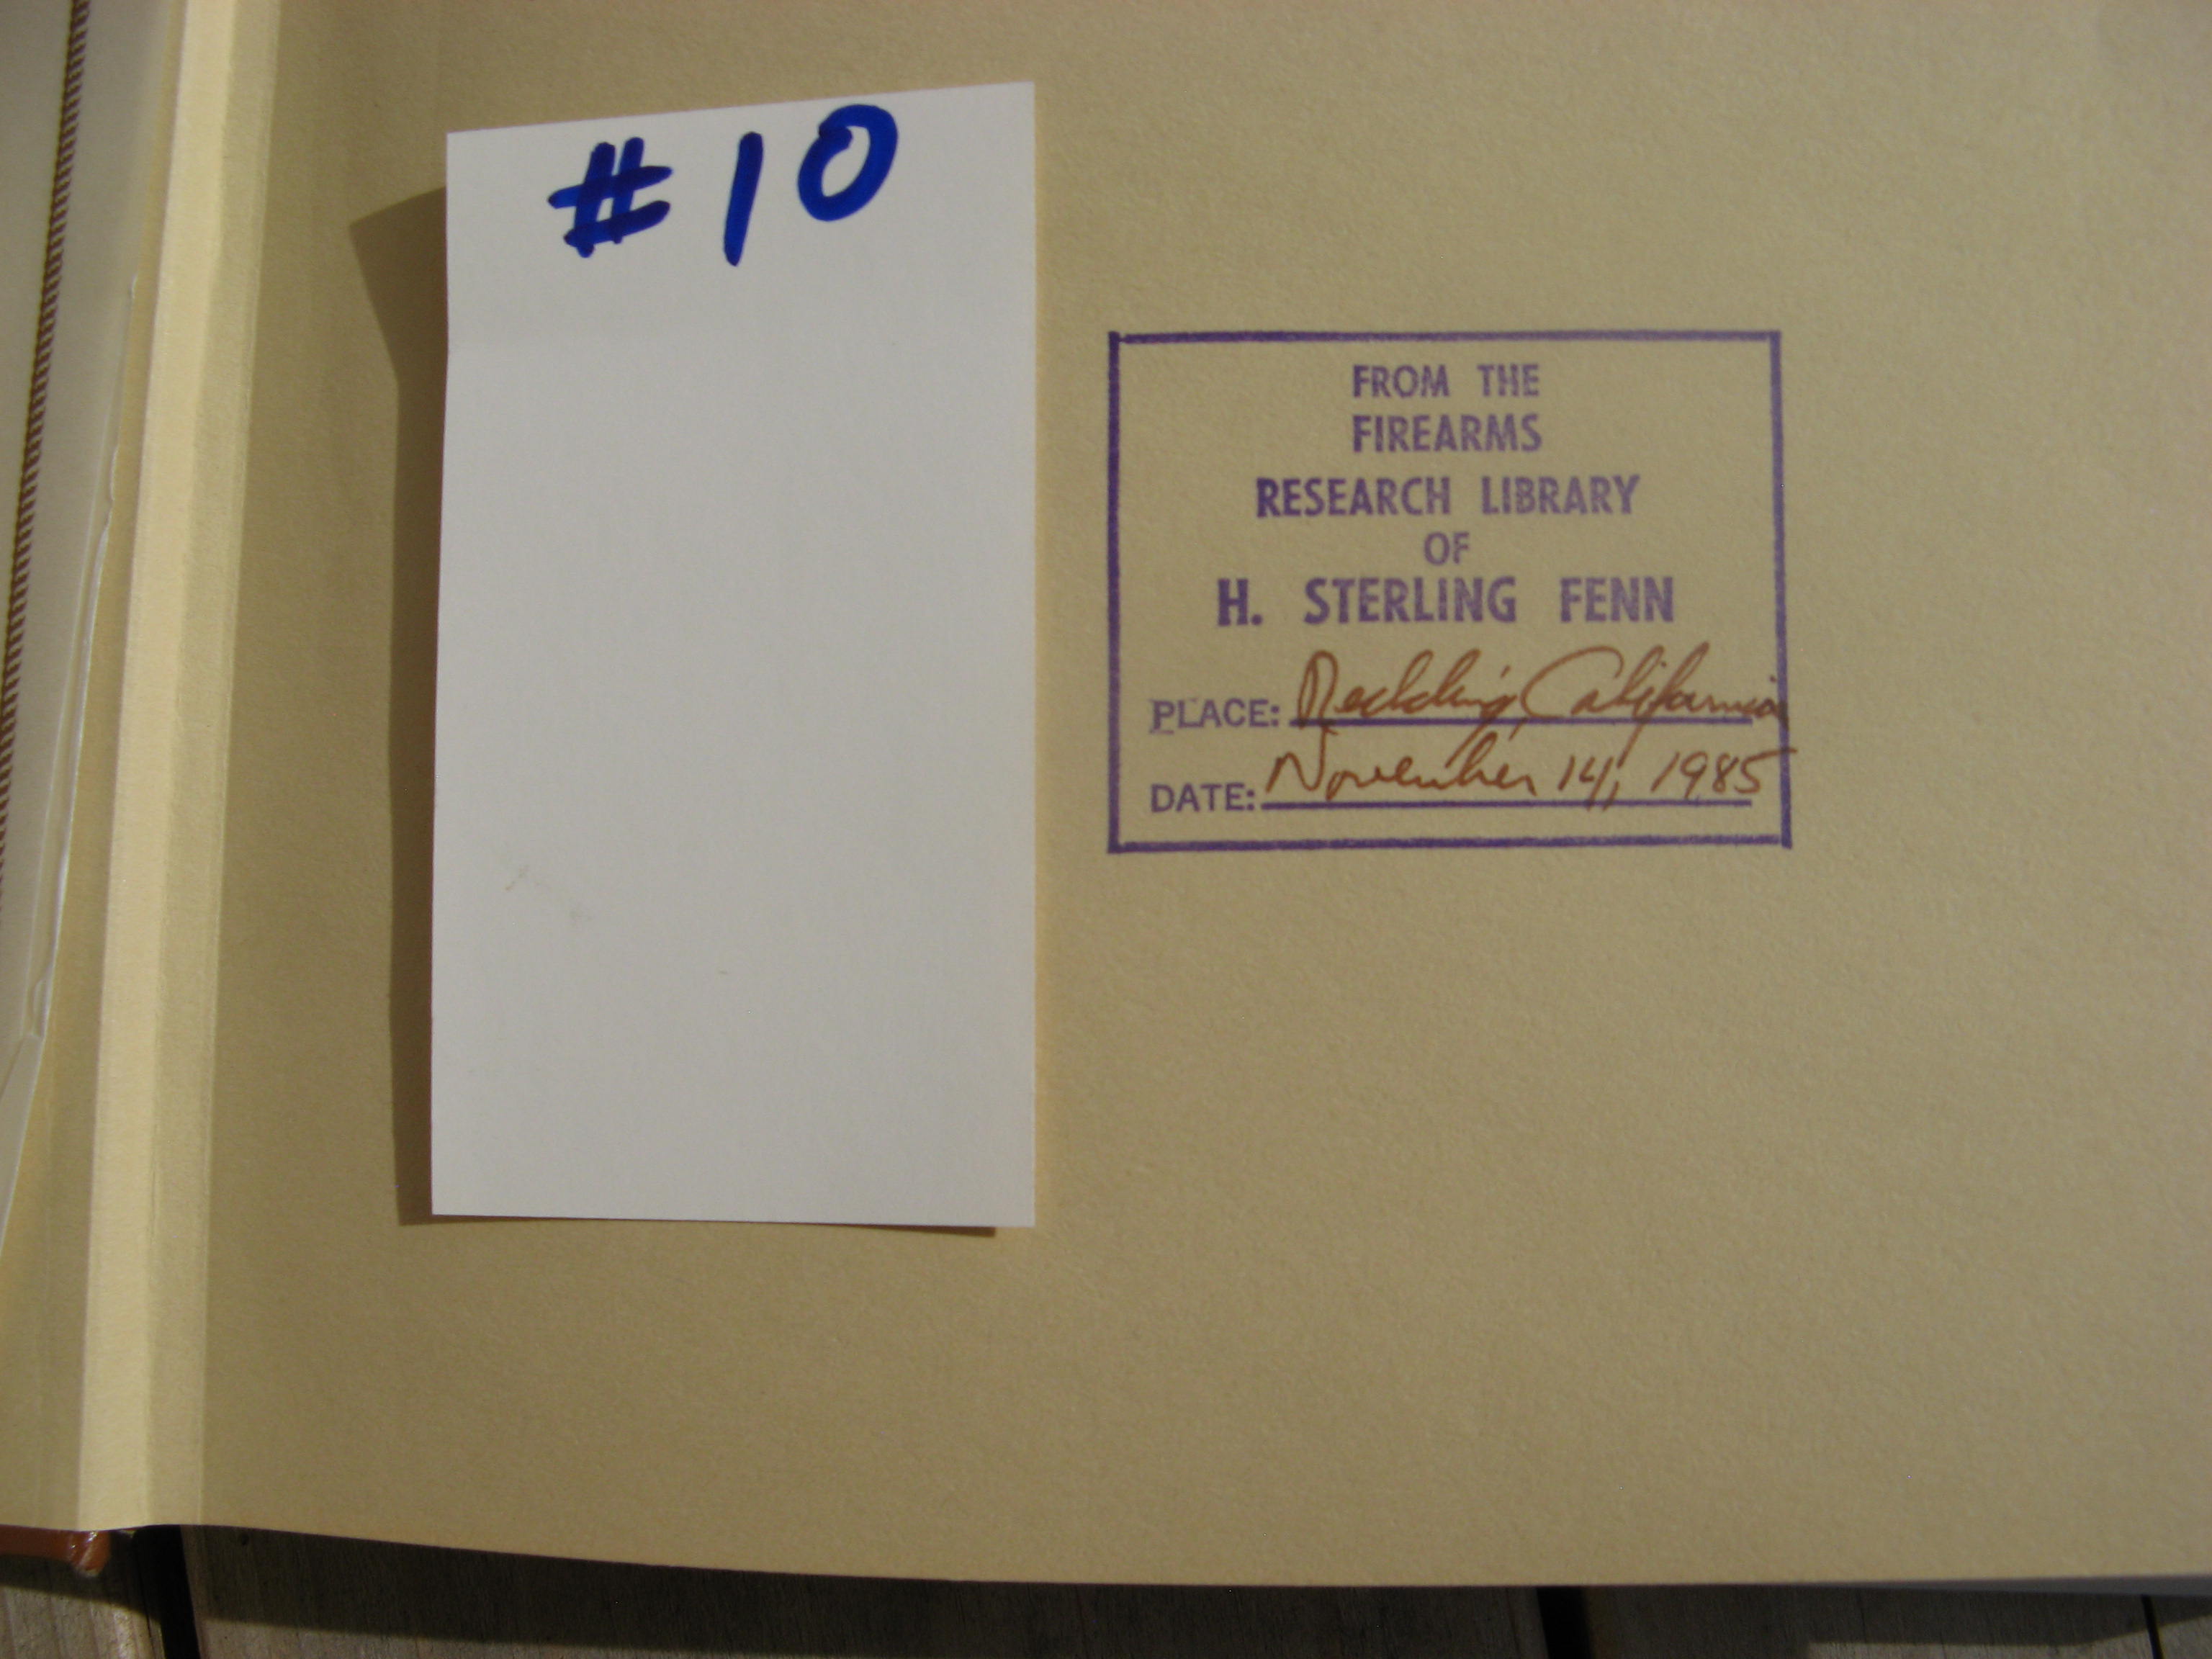 #10
FROM THE
FIREARMS
RESEARCH LIBRARY
OF
H. STERLING FENN
PLACE: Redding, California
DATE: November 14, 1985